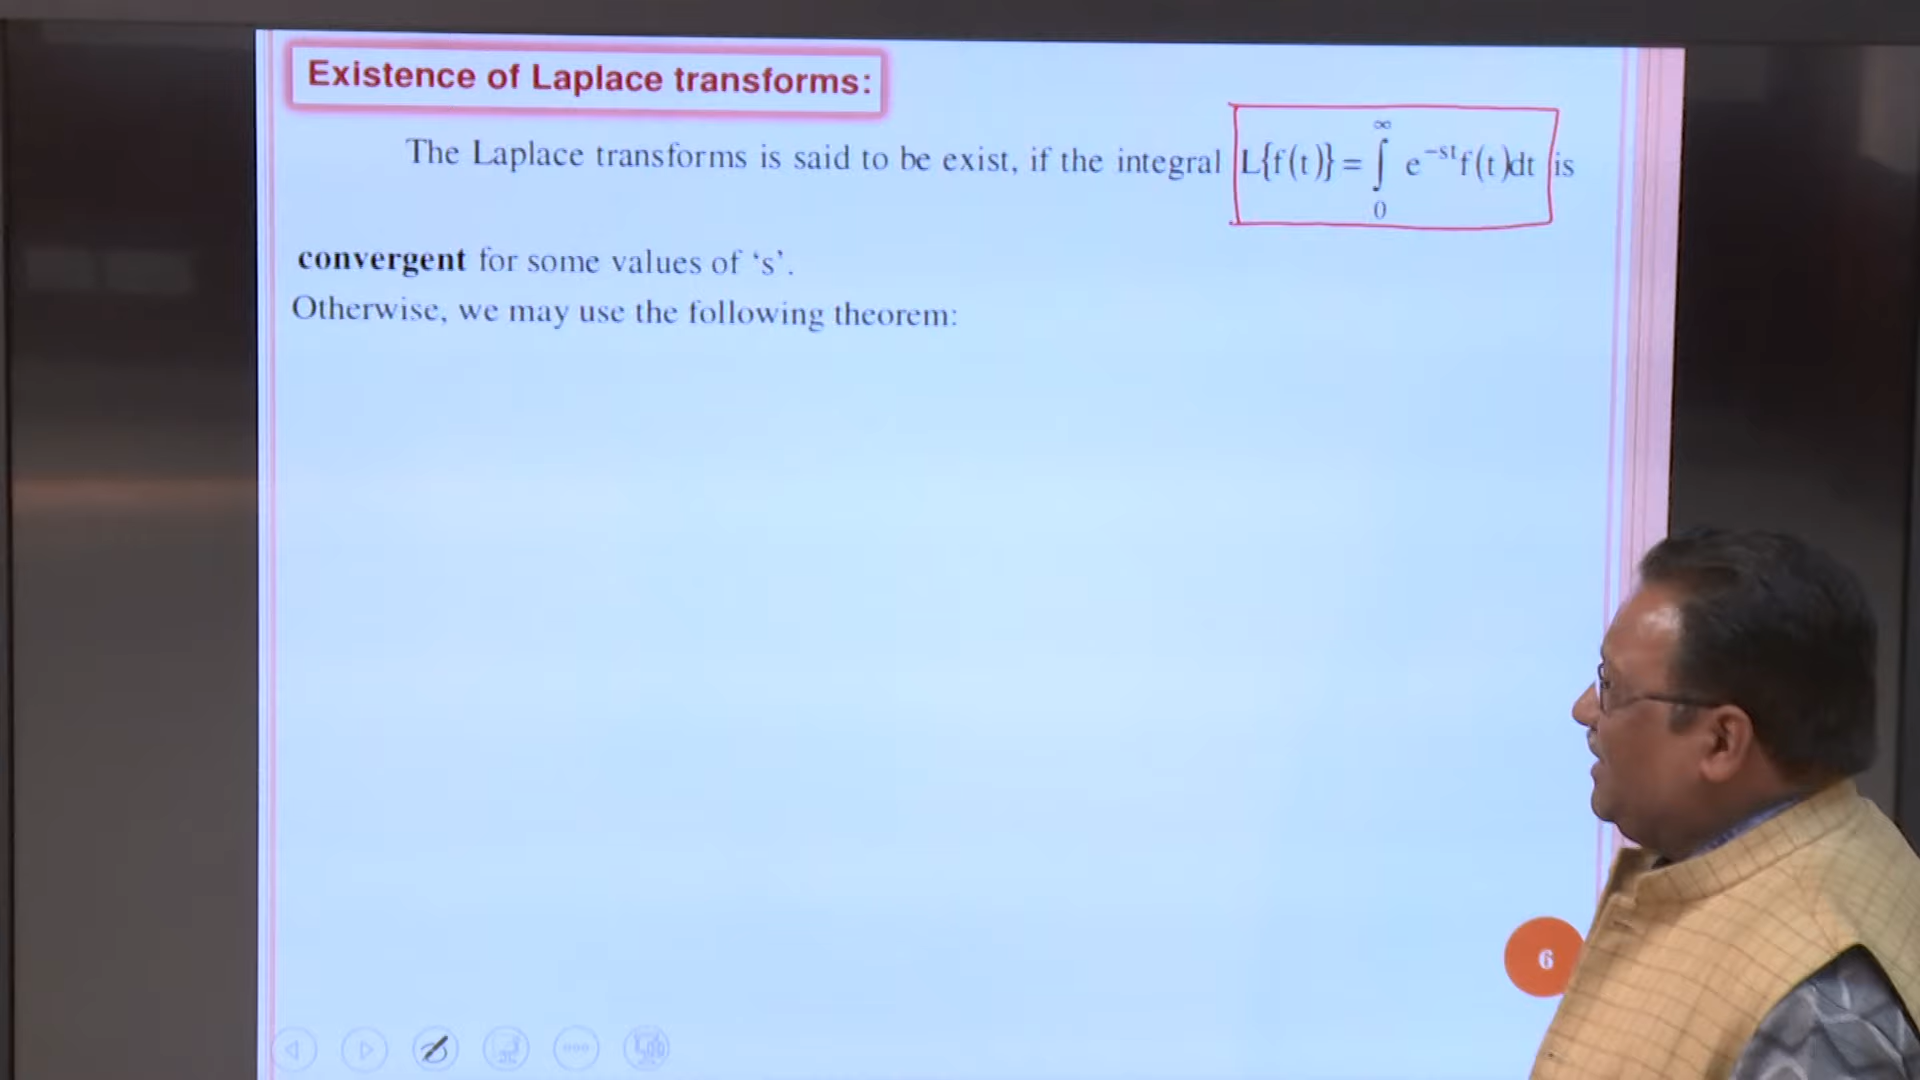 Existence of Laplace transforms:
The Laplace transforms is said to be exist, if the integral L{f(t)} = ∫₀^∞ e^{-st} f(t)dt is
convergent for some values of ‘s’.
Otherwise, we may use the following theorem:
6